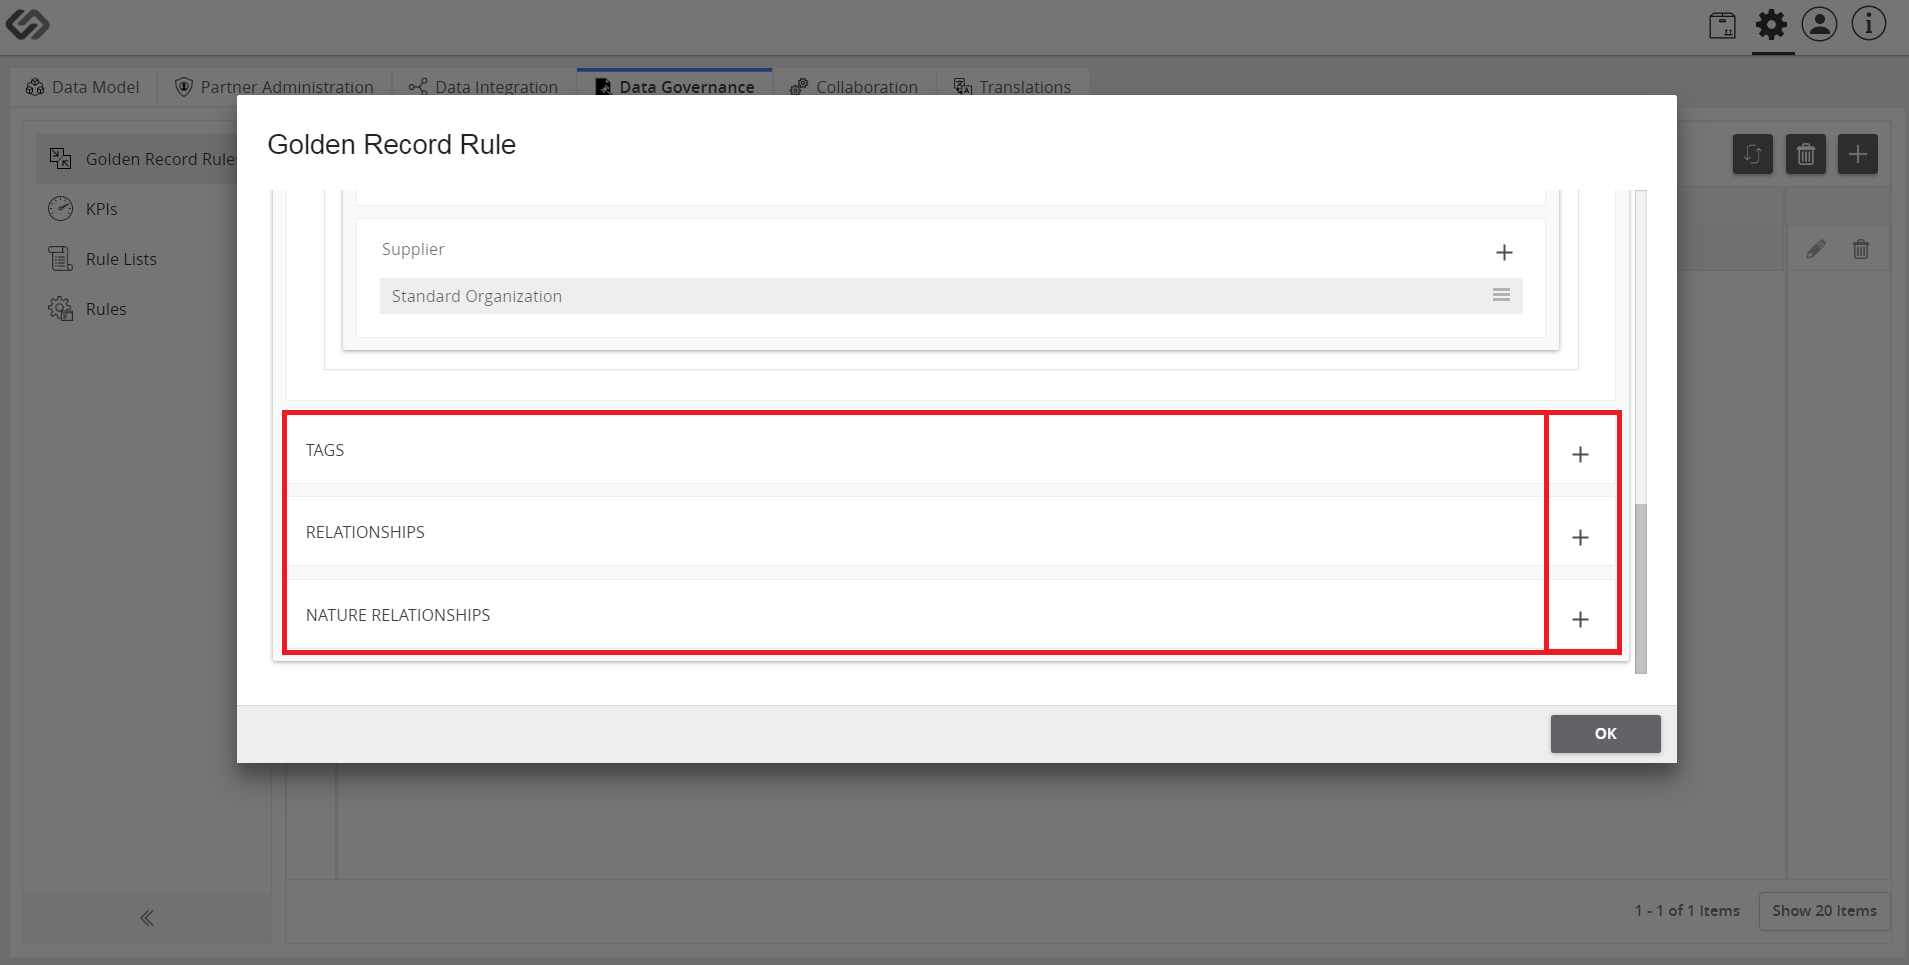 Data Model
Partner Administration
Data Integration
Data Governance
Collaboration
Translations
Golden Record Rules
KPIs
Rule Lists
Rules
Golden Record Rule
Supplier
Standard Organization
TAGS
RELATIONSHIPS
NATURE RELATIONSHIPS
OK
1 - 1 of 1 Items
Show 20 Items